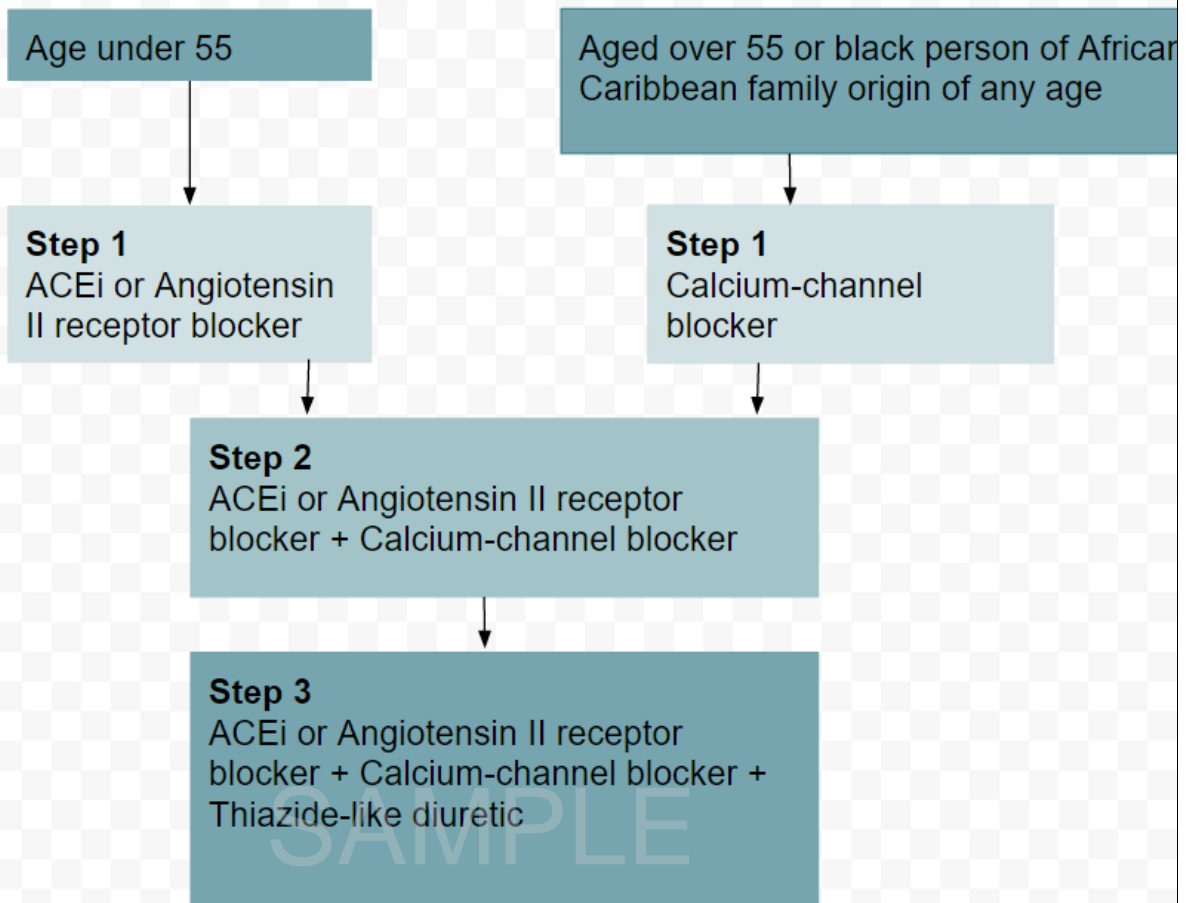 Age under 55
Aged over 55 or black person of African
Caribbean family origin of any age
Step 1
ACEi or Angiotensin
II receptor blocker
Step 1
Calcium-channel
blocker
Step 2
ACEi or Angiotensin II receptor
blocker + Calcium-channel blocker
Step 3
ACEi or Angiotensin II receptor
blocker + Calcium-channel blocker +
Thiazide-like diuretic
SAMPLE